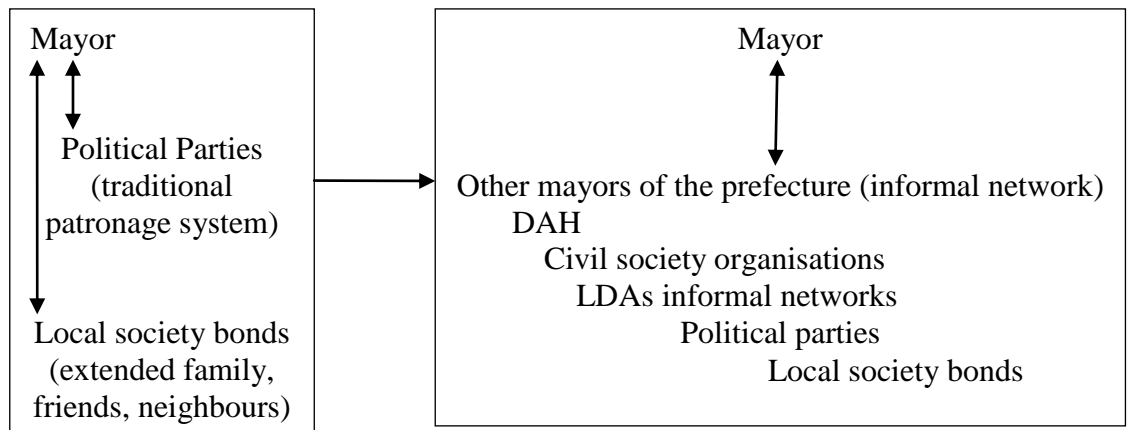 Mayor
Political Parties
(traditional
patronage system)
Local society bonds
(extended family,
friends, neighbours)
Mayor
Other mayors of the prefecture (informal network)
DAH
Civil society organisations
LDAs informal networks
Political parties
Local society bonds